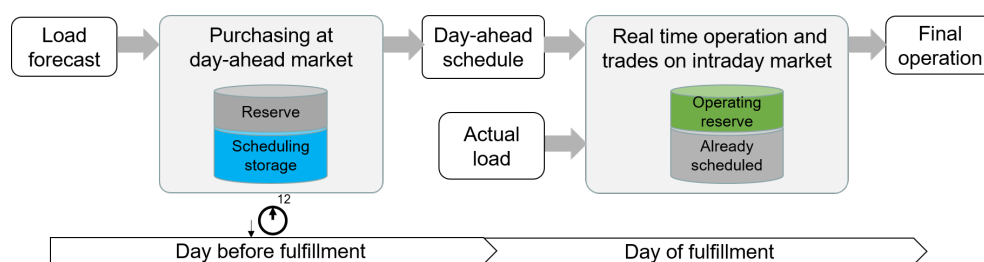 Load
forecast
Purchasing at
day-ahead market
Reserve
Scheduling
storage
Day-ahead
schedule
Actual
load
Real time operation and
trades on intraday market
Operating
reserve
Already
scheduled
Final
operation
12
Day before fulfillment
Day of fulfillment